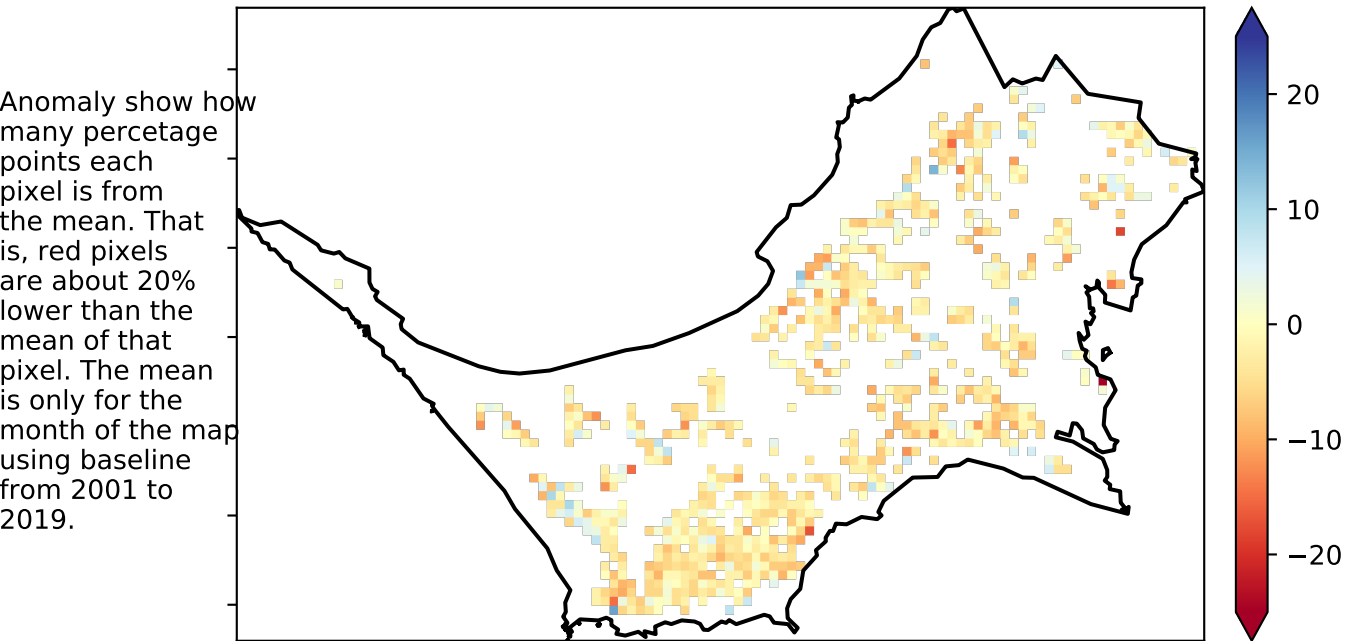 Anomaly show how
many percetage
points each
pixel is from
the mean. That
is, red pixels
are about 20%
lower than the
mean of that
pixel. The mean
is only for the
month of the map
using baseline
from 2001 to
2019.
20
10
0
−10
−20